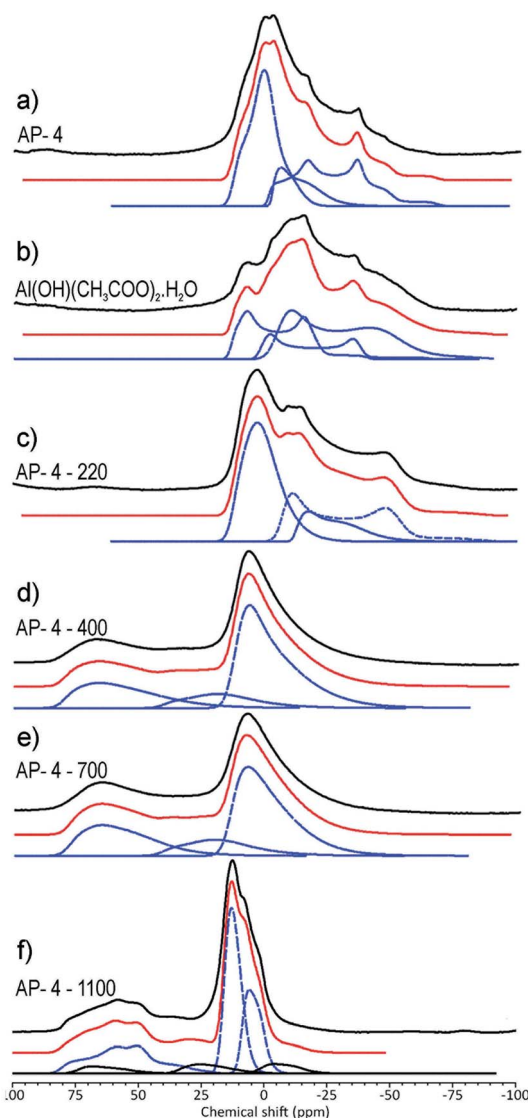 a)
AP- 4
b)
Al(OH)(CH₃COO)₂.H₂O
c)
AP- 4 - 220
d)
AP- 4 - 400
e)
AP- 4 - 700
f)
AP- 4 - 1100
.00 75 50 25 0 -25 -50 -75 -100
Chemical shift (ppm)